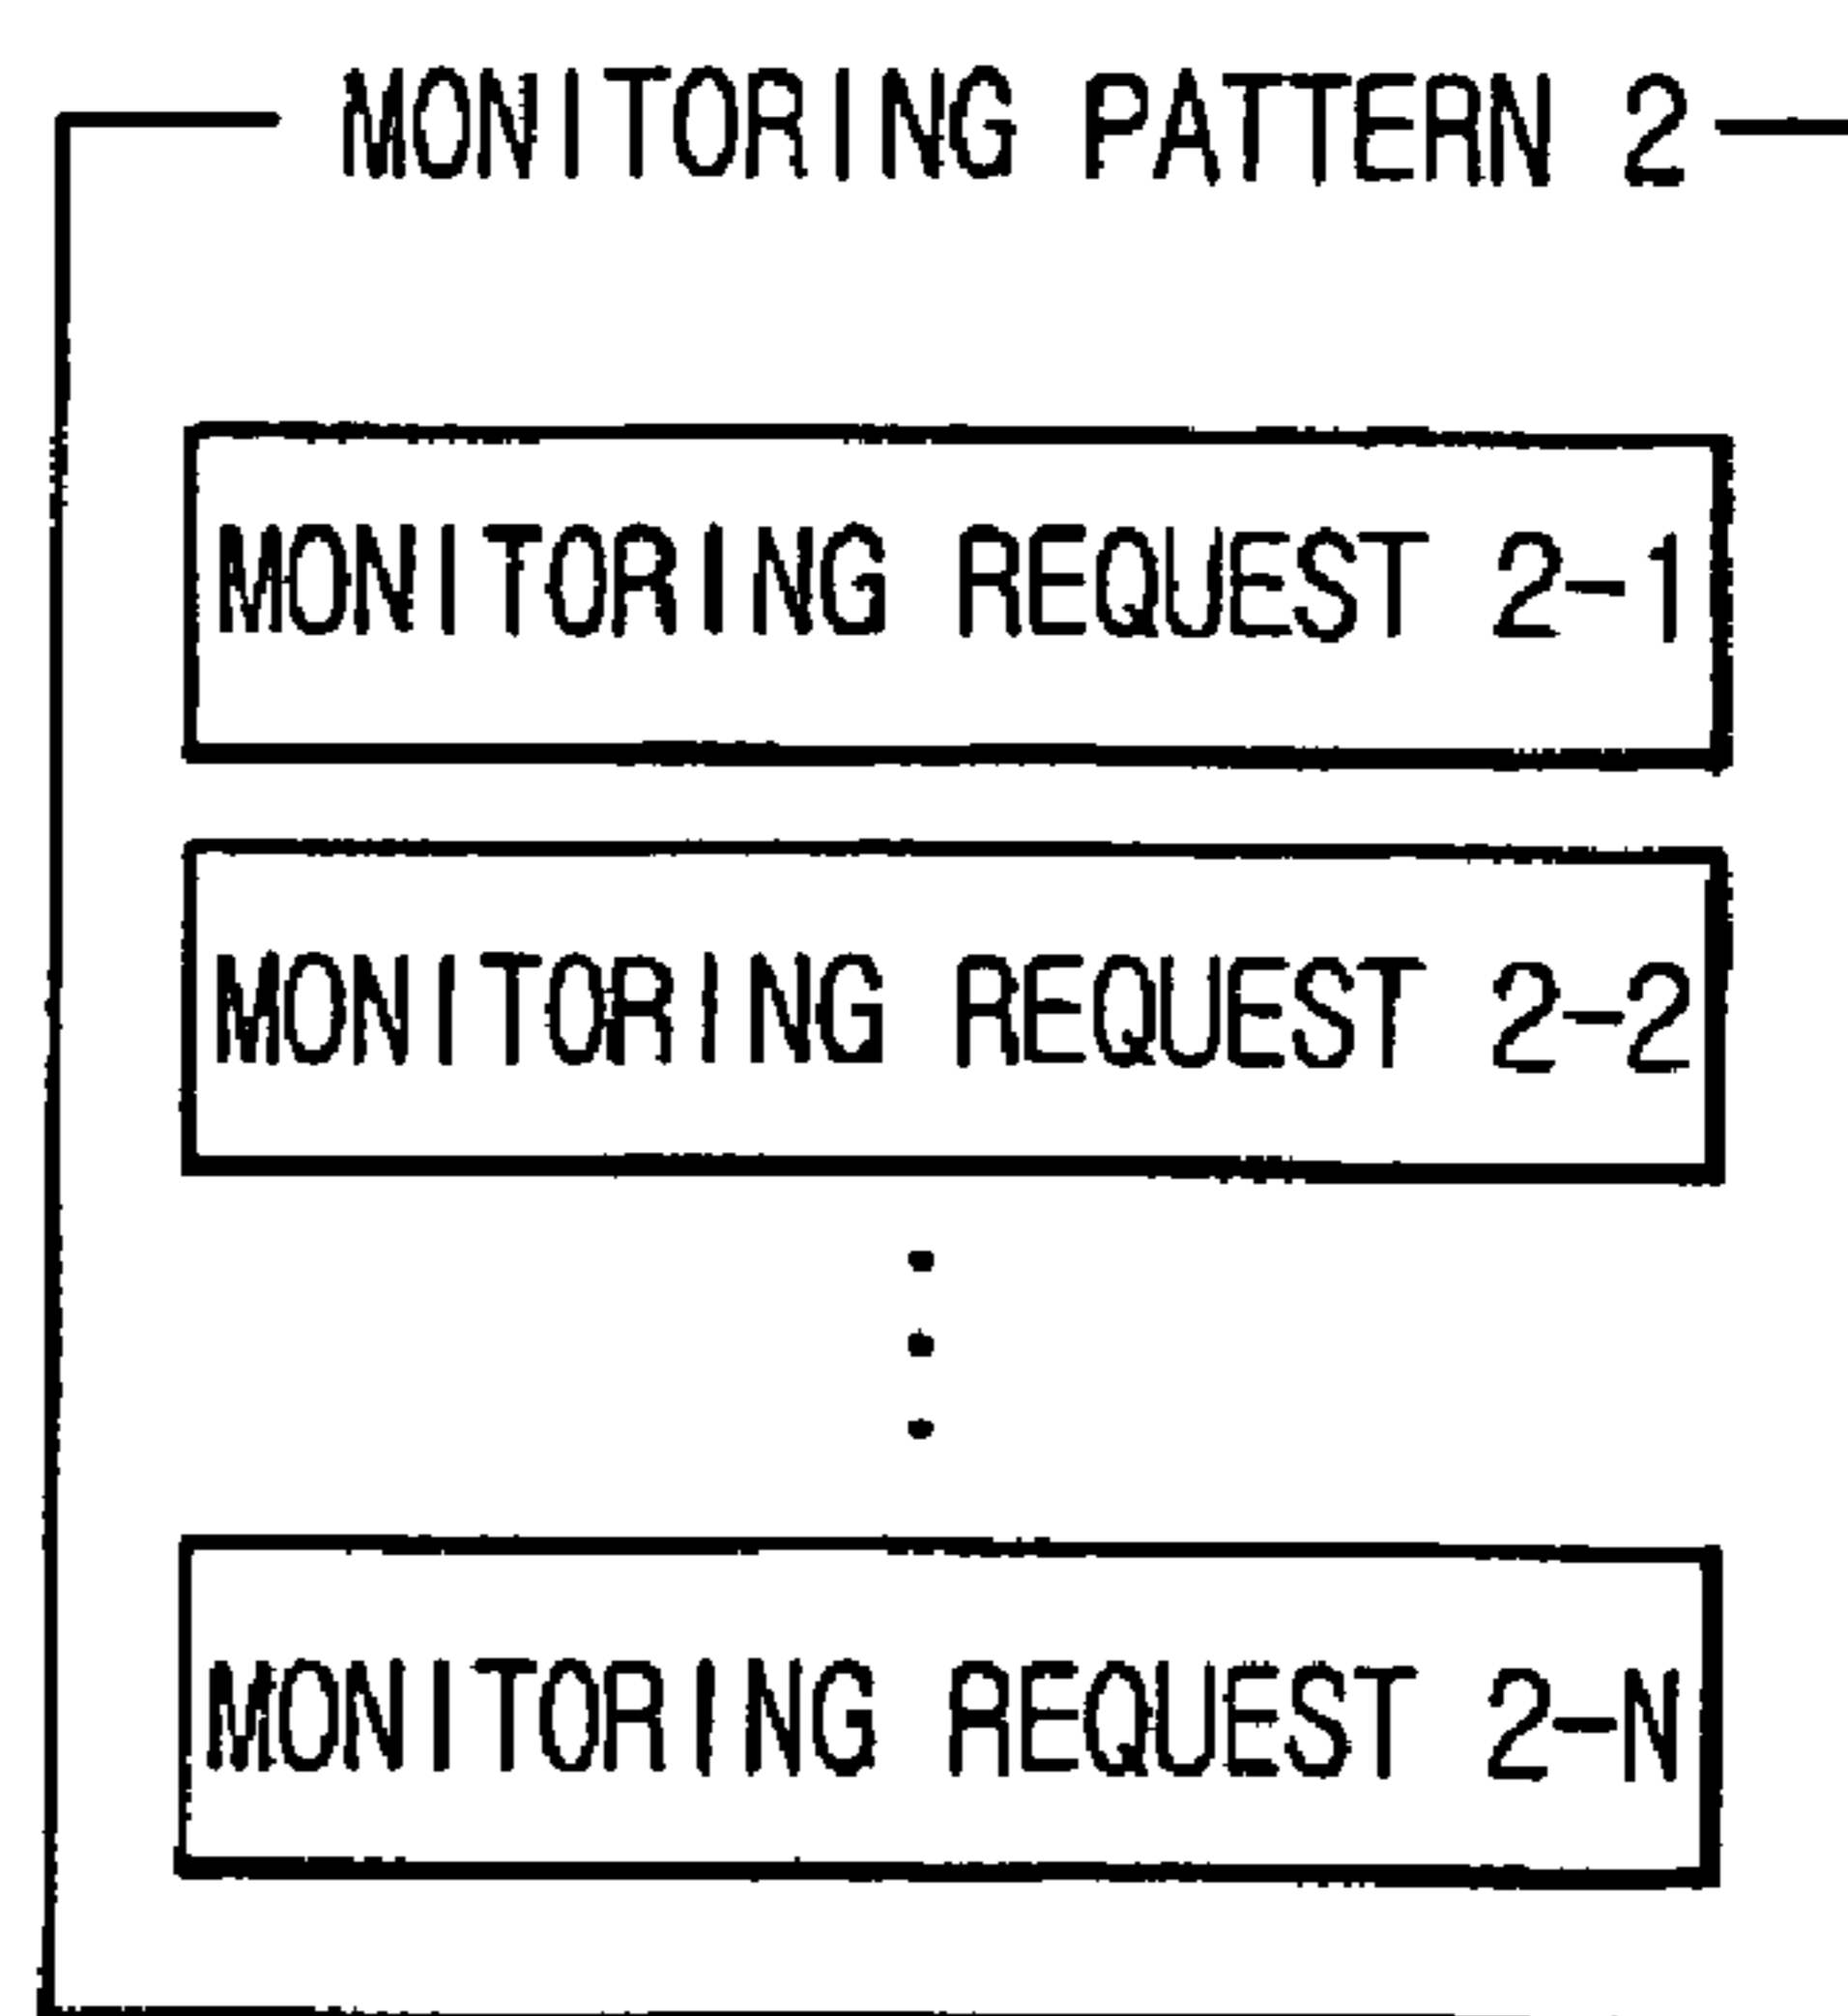 MONITORING PATTERN 2
MONITORING REQUEST 2-1
MONITORING REQUEST 2-2
MONITORING REQUEST 2-N